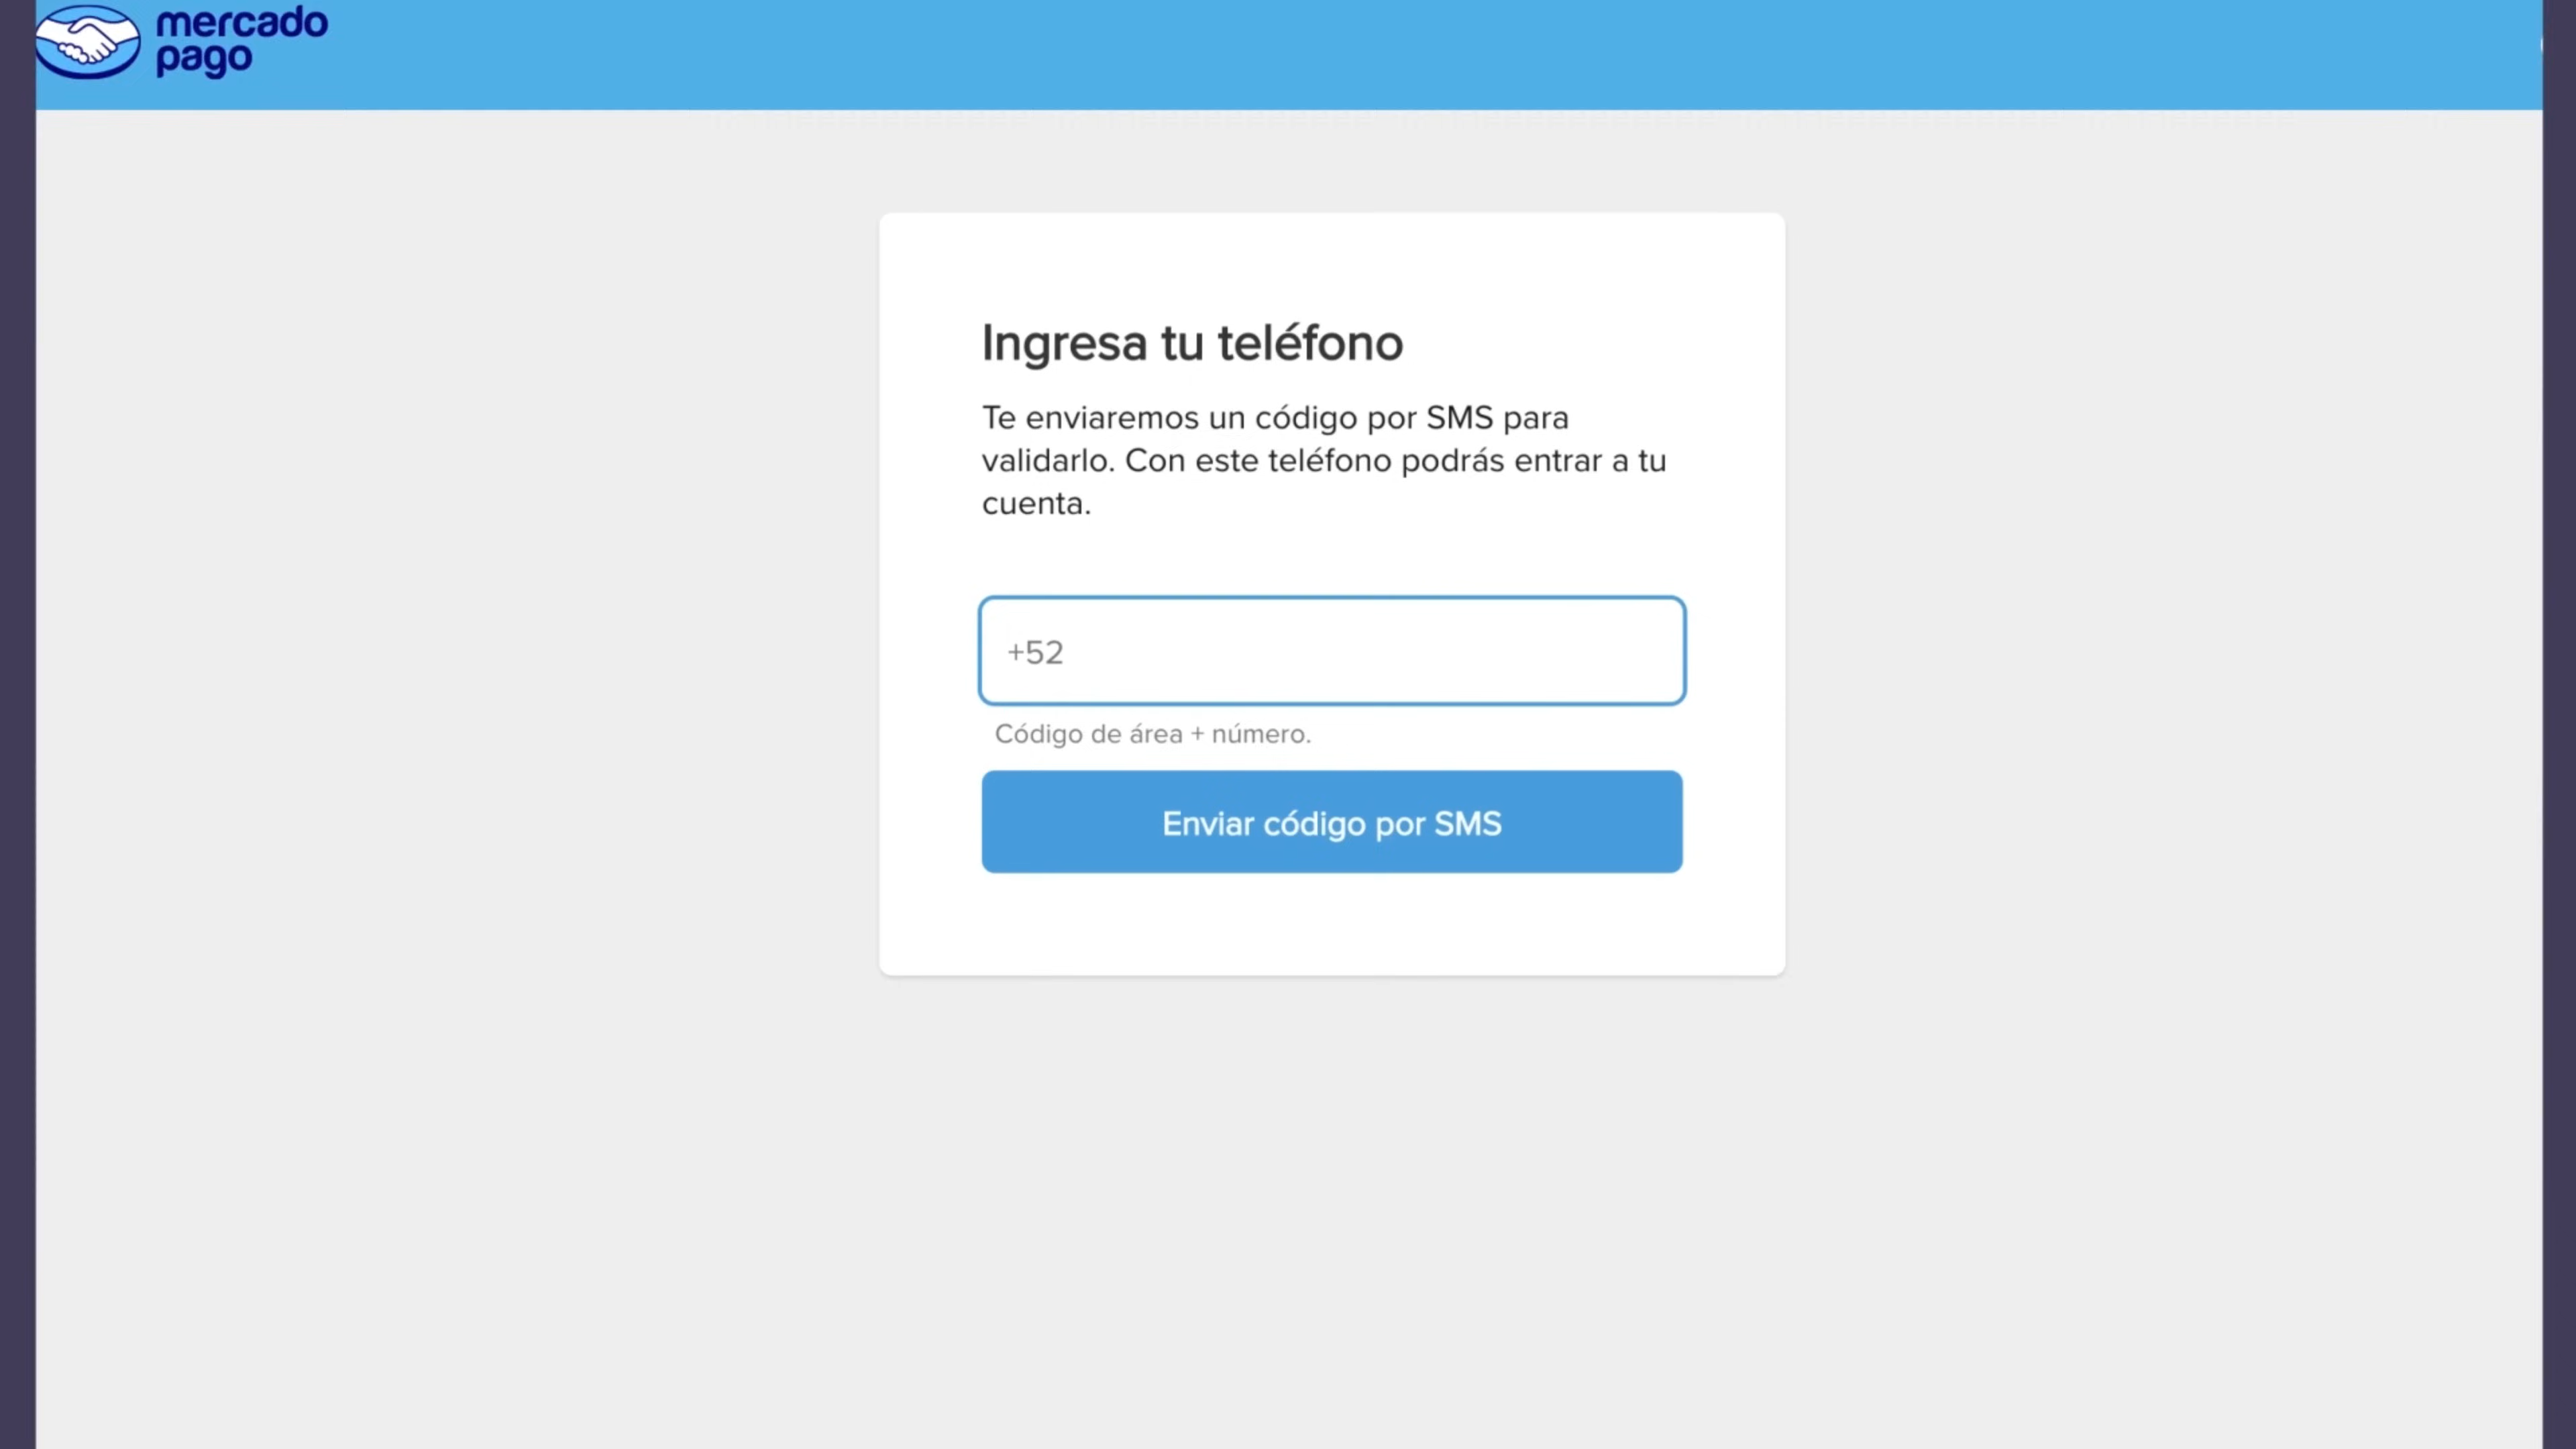 mercado
pago
Ingresa tu teléfono
Te enviaremos un código por SMS para
validarlo. Con este teléfono podrás entrar a tu
cuenta.
+52
Código de área + número.
Enviar código por SMS